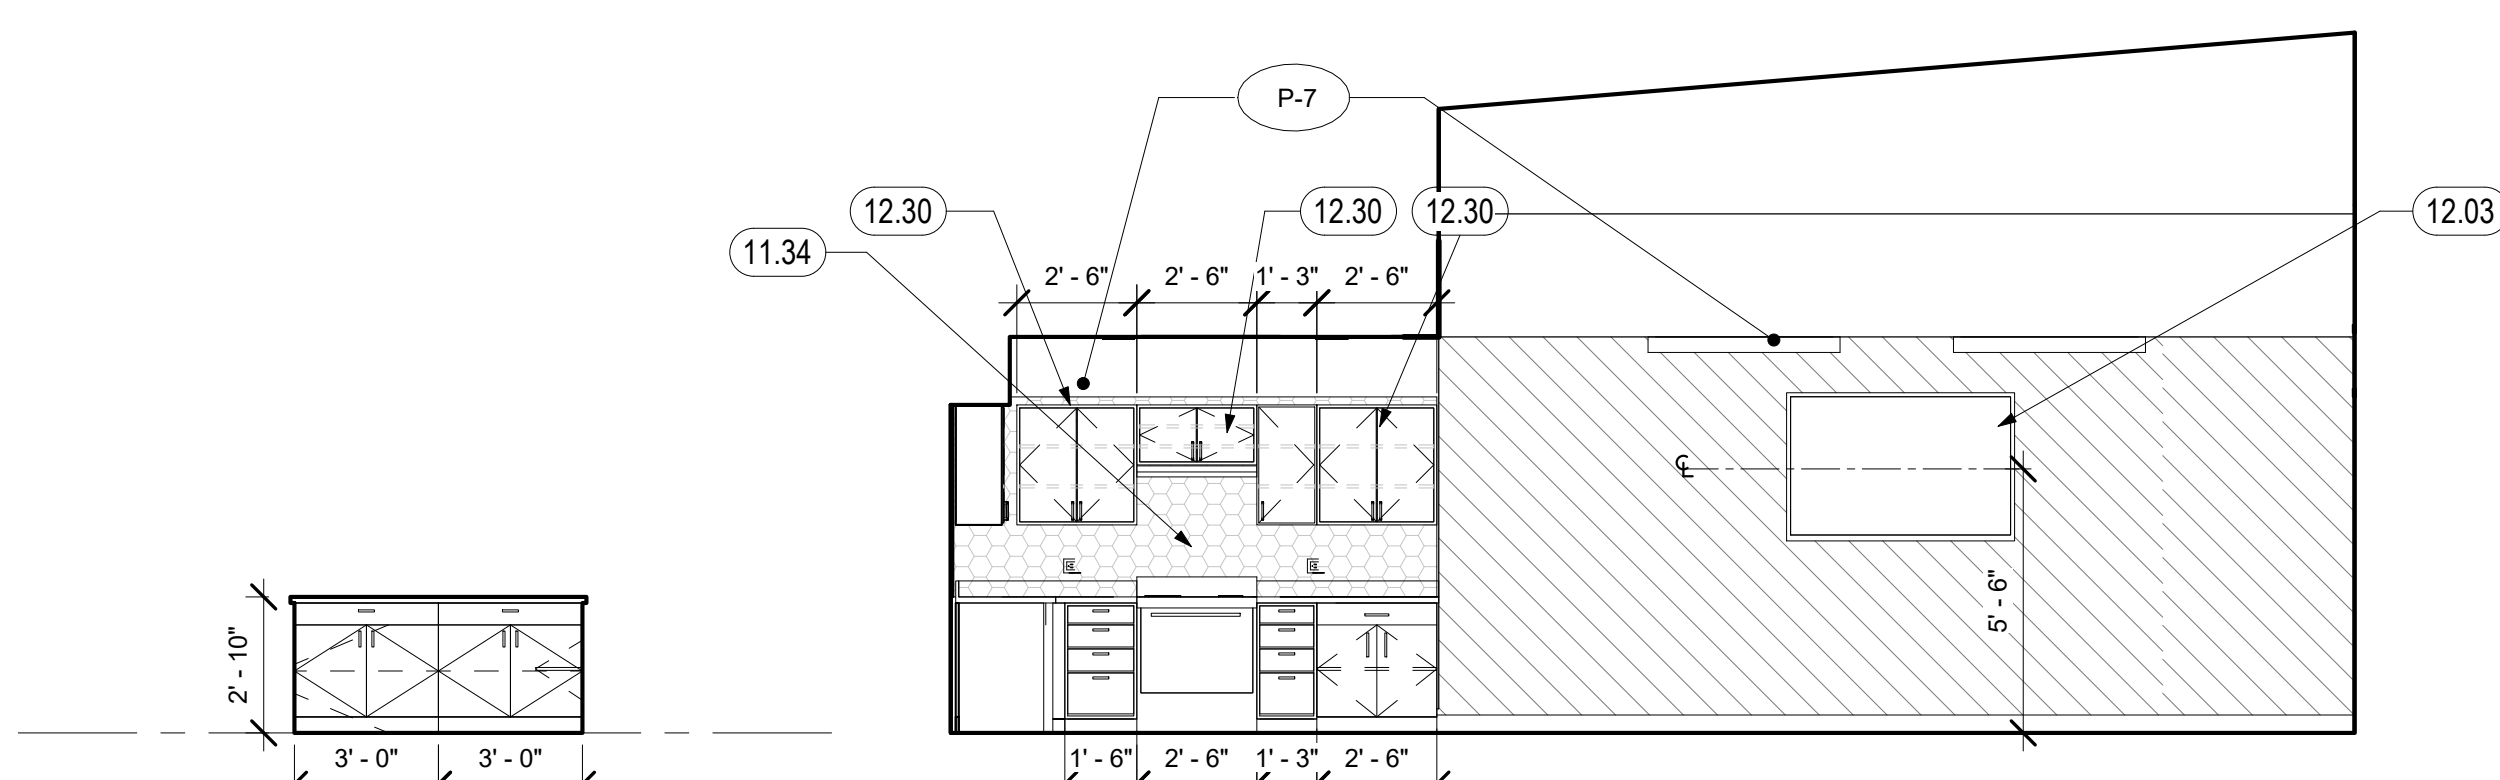 P-7
12.30
12.30
12.30
12.03
11.34
2' - 6"
2' - 6"
1' - 3"
2' - 6"
℄
5' - 6"
2' - 10"
3' - 0"
3' - 0"
1' - 6"
2' - 6"
1' - 3"
2' - 6"